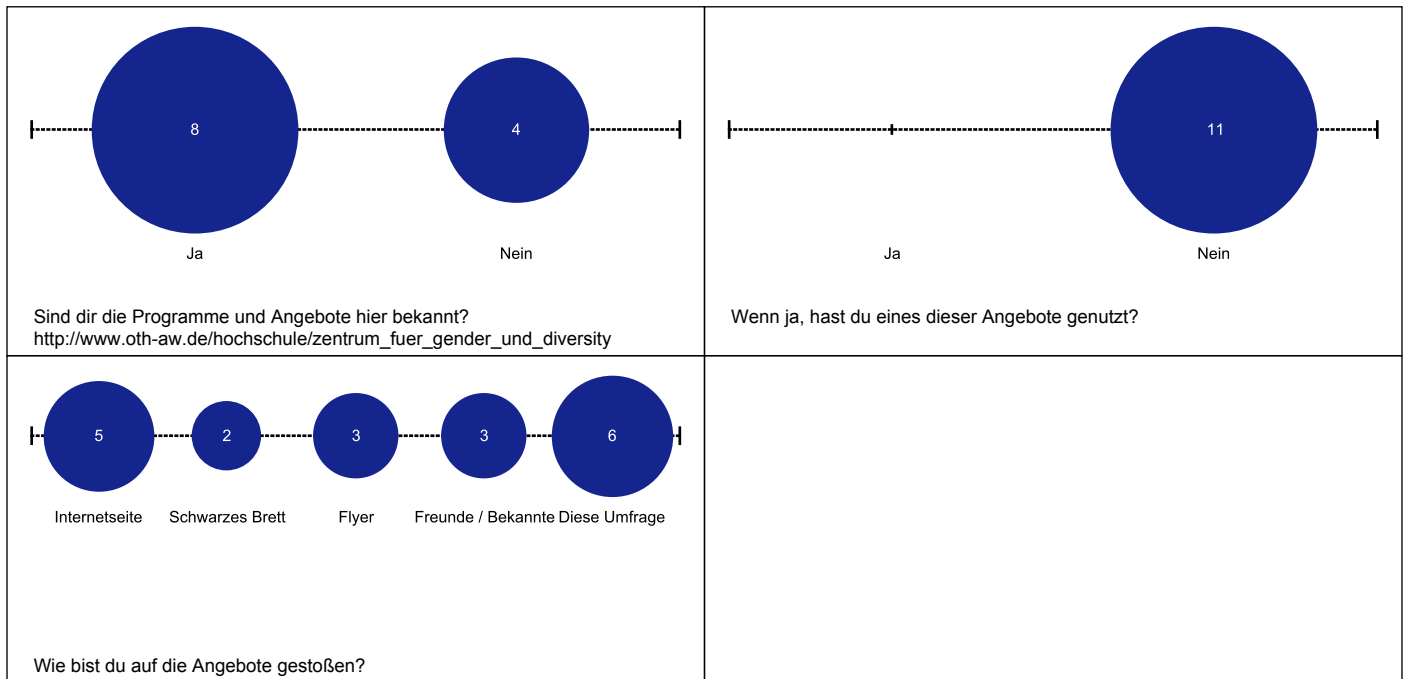 8
4
Ja
Nein
Sind dir die Programme und Angebote hier bekannt?
http://www.oth-aw.de/hochschule/zentrum_fuer_gender_und_diversity
11
Ja
Nein
Wenn ja, hast du eines dieser Angebote genutzt?
5
2
3
3
6
Internetseite
Schwarzes Brett
Flyer
Freunde / Bekannte
Diese Umfrage
Wie bist du auf die Angebote gestoßen?